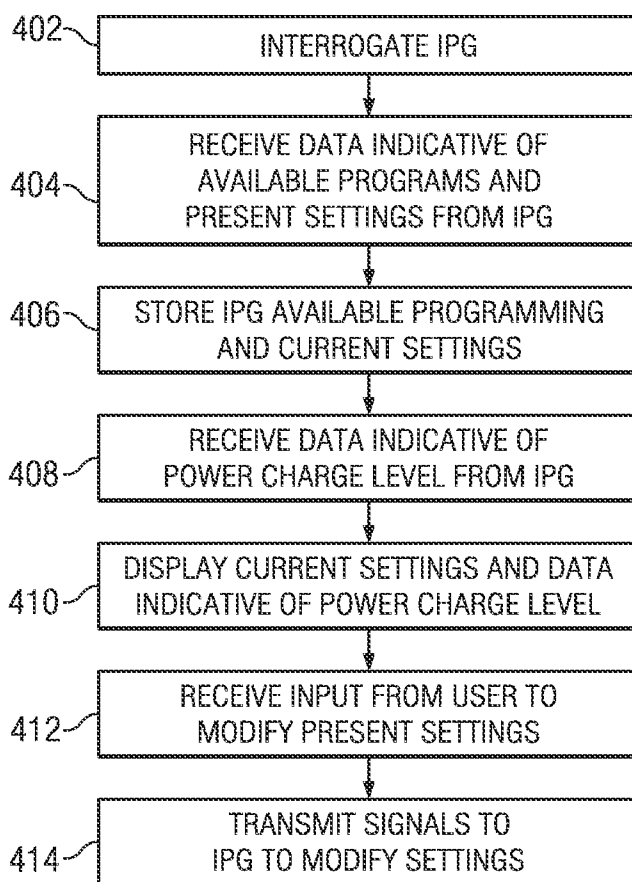 402
INTERROGATE IPG
404
RECEIVE DATA INDICATIVE OF
AVAILABLE PROGRAMS AND
PRESENT SETTINGS FROM IPG
406
STORE IPG AVAILABLE PROGRAMMING
AND CURRENT SETTINGS
408
RECEIVE DATA INDICATIVE OF
POWER CHARGE LEVEL FROM IPG
410
DISPLAY CURRENT SETTINGS AND DATA
INDICATIVE OF POWER CHARGE LEVEL
412
RECEIVE INPUT FROM USER TO
MODIFY PRESENT SETTINGS
414
TRANSMIT SIGNALS TO
IPG TO MODIFY SETTINGS